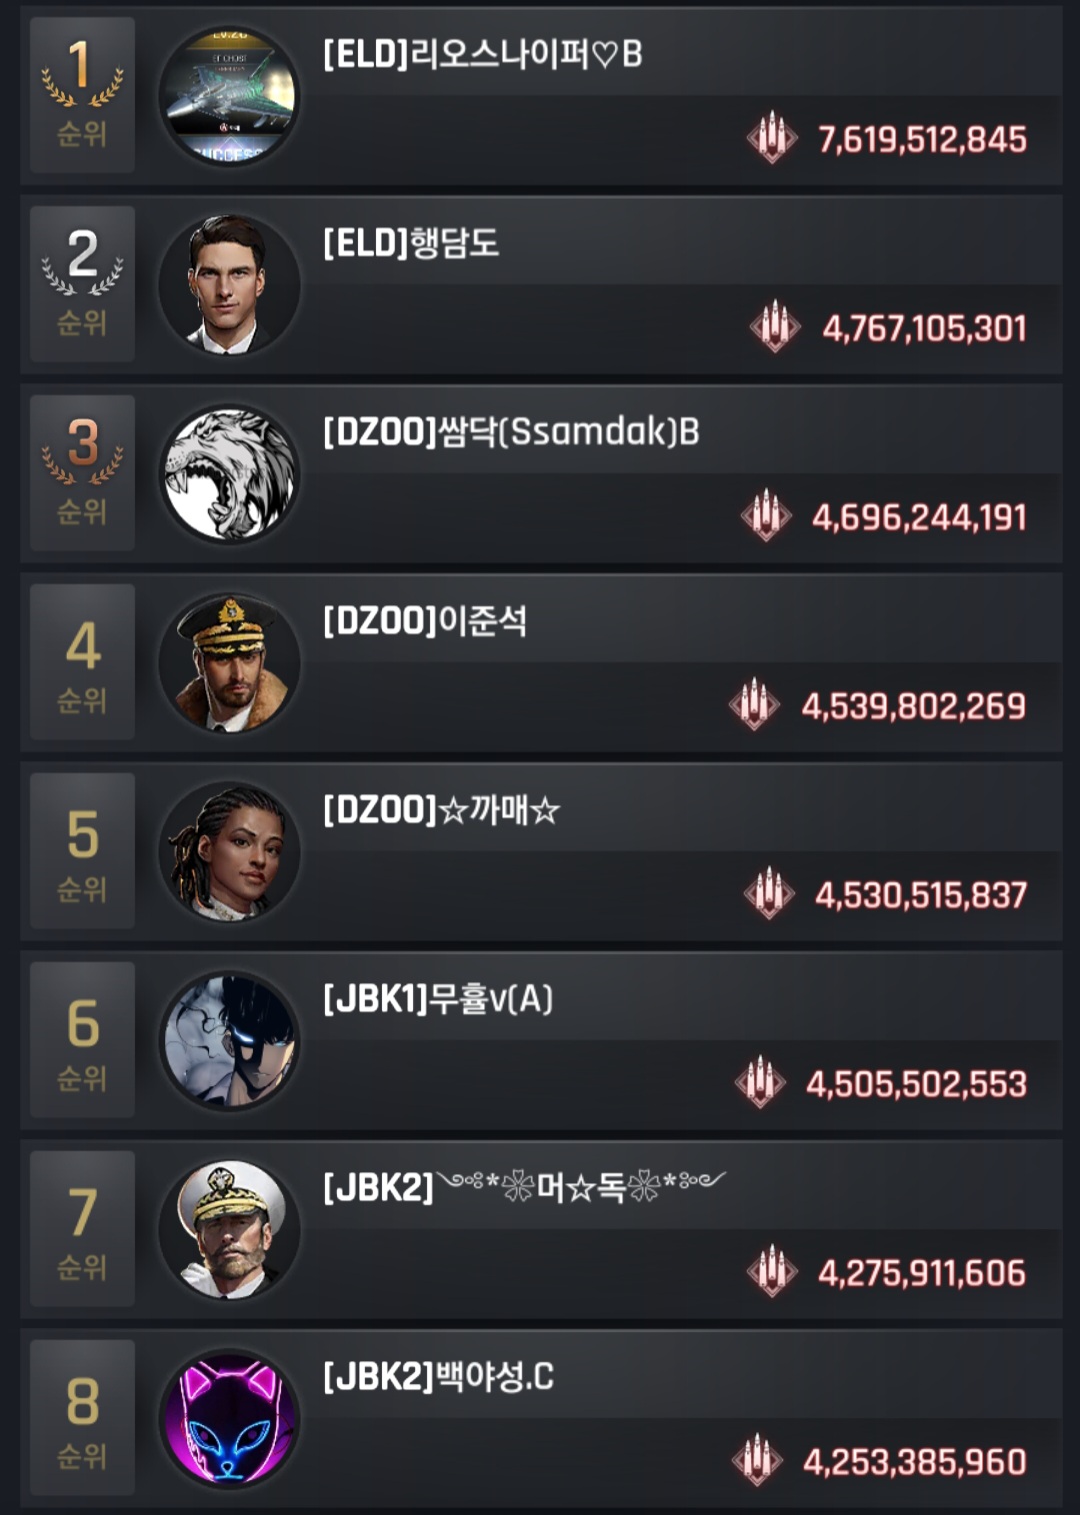 1
순위
LV.20
SUCCESS
[ELD]리오스나이퍼♡B
7,619,512,845
2
순위
[ELD]행담도
4,767,105,301
3
순위
[DZOO]쌈닥(Ssamdak)B
4,696,244,191
4
순위
[DZOO]이준석
4,539,802,269
5
순위
[DZOO]☆까매☆
4,530,515,837
6
순위
[JBK1]무휼v(A)
4,505,502,553
7
순위
[JBK2]༺*❀머☆독❀*༻
4,275,911,606
8
순위
[JBK2]백야성.C
4,253,385,960